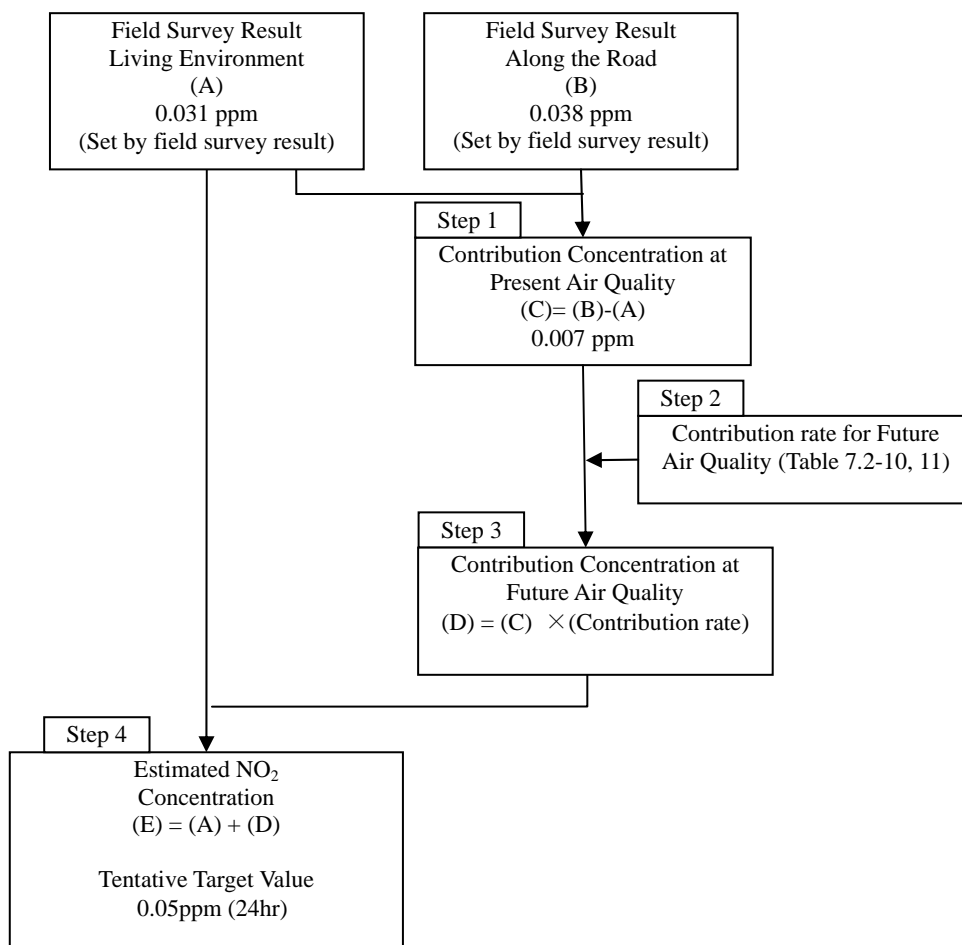 Field Survey Result
Living Environment
(A)
0.031 ppm
(Set by field survey result)
Field Survey Result
Along the Road
(B)
0.038 ppm
(Set by field survey result)
Step 1
Contribution Concentration at
Present Air Quality
(C)= (B)-(A)
0.007 ppm
Step 2
Contribution rate for Future
Air Quality (Table 7.2-10, 11)
Step 3
Contribution Concentration at
Future Air Quality
(D) = (C) ×(Contribution rate)
Step 4
Estimated NO₂
Concentration
(E) = (A) + (D)
Tentative Target Value
0.05ppm (24hr)